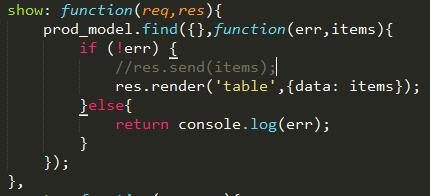 show: function(req,res){
prod_model.find({},function(err,items){
if (!err) {
//res.send(items);
res.render('table',{data: items});
}else{
return console.log(err);
}
});
},